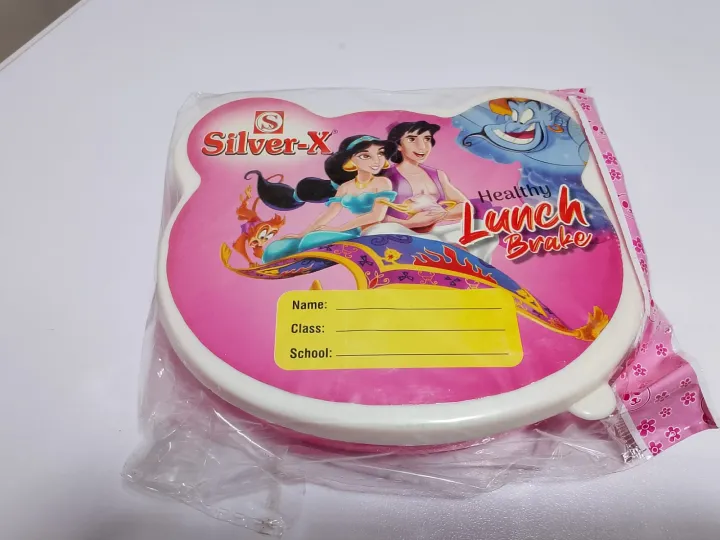 S
Silver-X®
Healthy
Lunch
Brake
Name:
Class:
School: